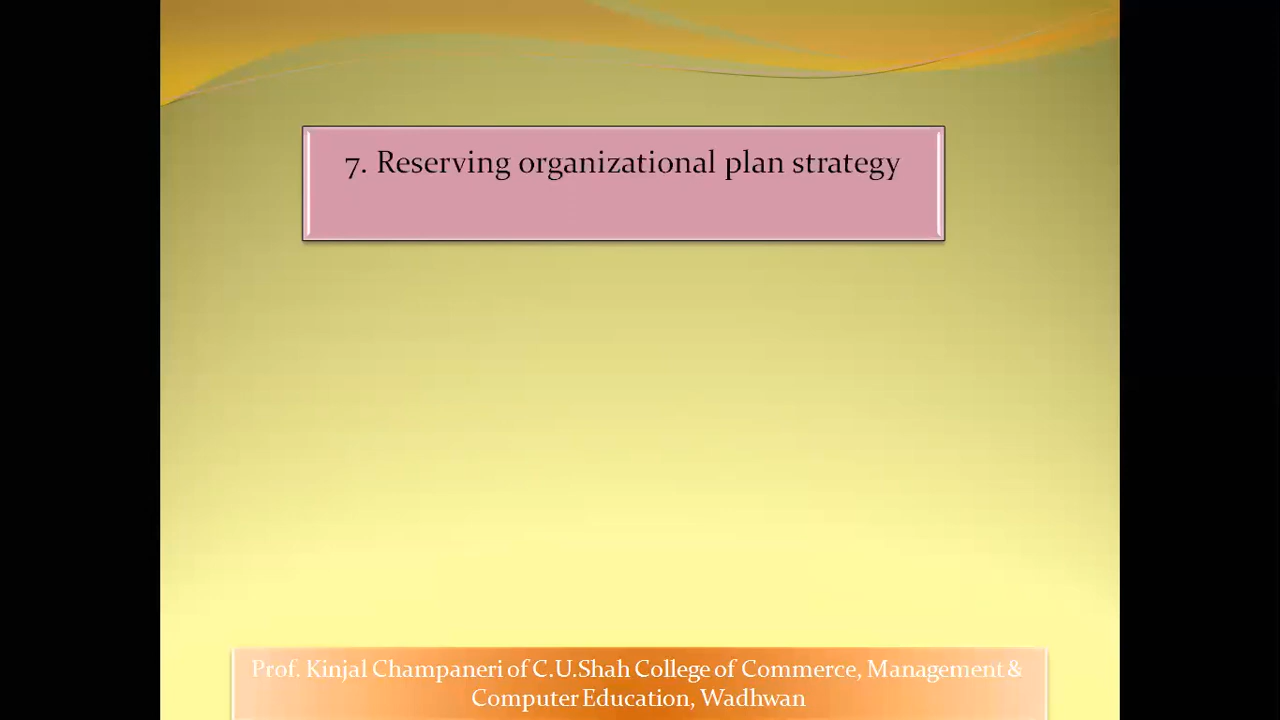 7. Reserving organizational plan strategy
Prof. Kinjal Champaneri of C.U.Shah College of Commerce, Management &
Computer Education, Wadhwan